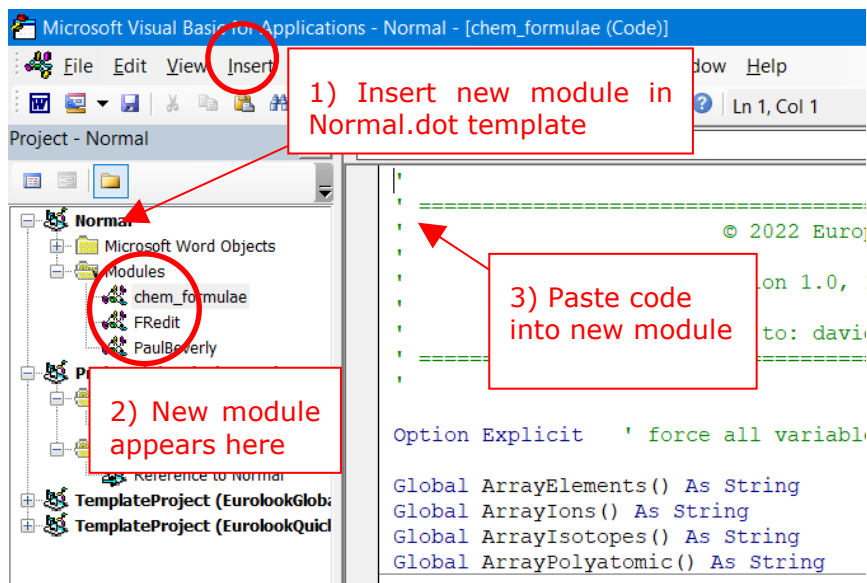 Microsoft Visual Basic for Applications - Normal - [chem_formulae (Code)]
File Edit View Insert Help
Ln 1, Col 1
1) Insert new module in
Normal.dot template
Project - Normal
Normal
Microsoft Word Objects
Modules
chem_formulae
FRedit
PaulBeverly
2) New module
appears here
Reference to Normal
TemplateProject (EurolookGloba
TemplateProject (EurolookQuic
'
' ====================================
' © 2022 Euro
'
' on 1.0,
'
' to: davi
' ====================================
'
3) Paste code
into new module
Option Explicit ' force all variabl
Global ArrayElements() As String
Global ArrayIons() As String
Global ArrayIsotopes() As String
Global ArrayPolyatomic() As String